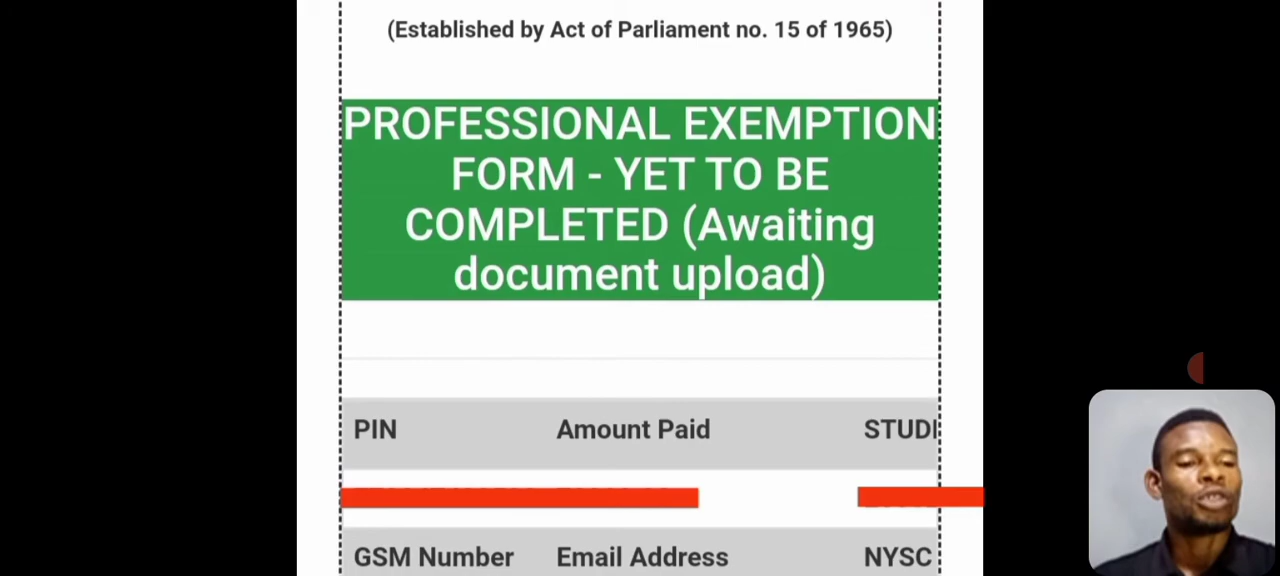 (Established by Act of Parliament no. 15 of 1965)
PROFESSIONAL EXEMPTION
FORM - YET TO BE
COMPLETED (Awaiting
document upload)
PIN Amount Paid STUD
GSM Number Email Address NYSC